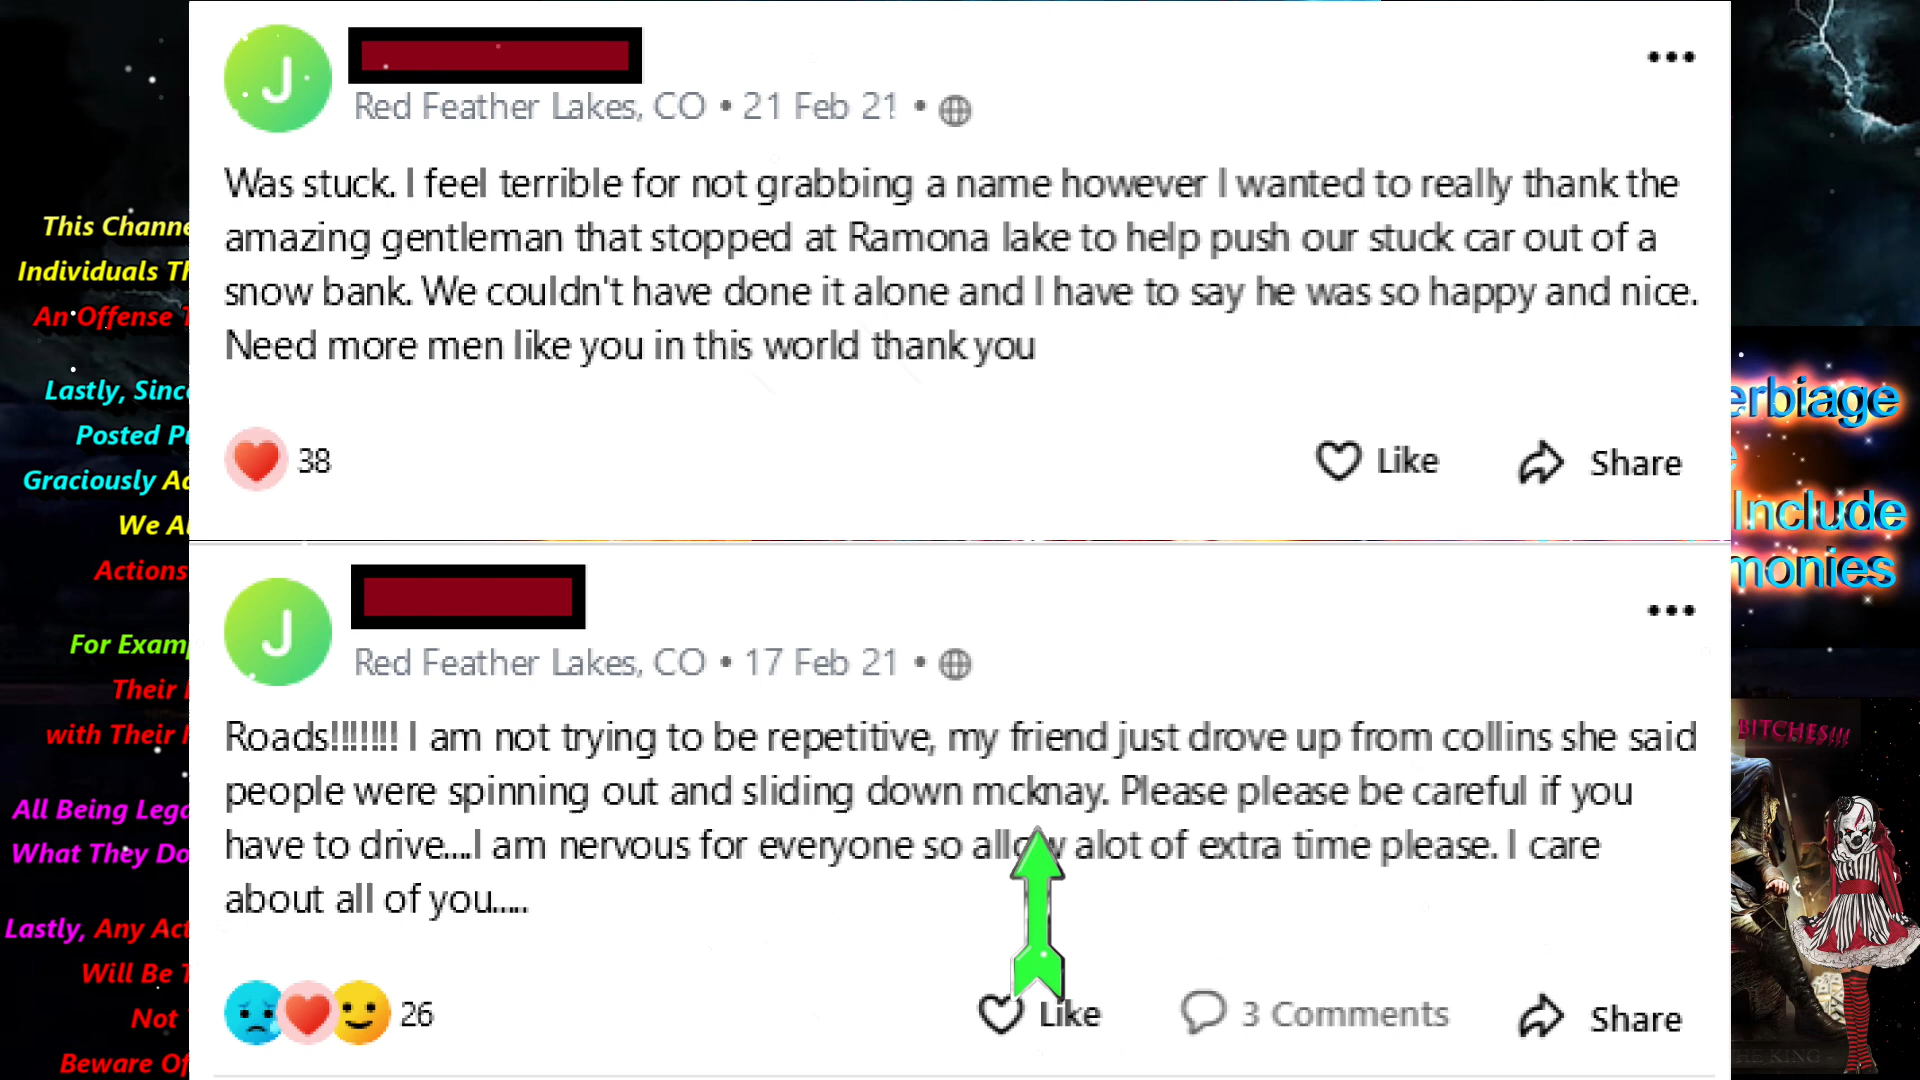 J
Red Feather Lakes, CO • 21 Feb 21 •
Was stuck. I feel terrible for not grabbing a name however I wanted to really thank the
amazing gentleman that stopped at Ramona lake to help push our stuck car out of a
snow bank. We couldn't have done it alone and I have to say he was so happy and nice.
Need more men like you in this world thank you
38
Like
Share
J
Red Feather Lakes, CO • 17 Feb 21 •
Roads!!!!!!! I am not trying to be repetitive, my friend just drove up from collins she said
people were spinning out and sliding down mcknay. Please please be careful if you
have to drive....I am nervous for everyone so allow alot of extra time please. I care
about all of you.....
26
Like
3 Comments
Share
This Channe
Individuals Th
An Offense T
Lastly, Since
Posted Pu
Graciously Ac
We Al
Actions
For Examp
Their
with Their
All Being Lega
What They Do
Lastly, Any Act
Will Be T
Not
Beware Of
erbiage
Include
monies
BITCHES!!!
HE KING -